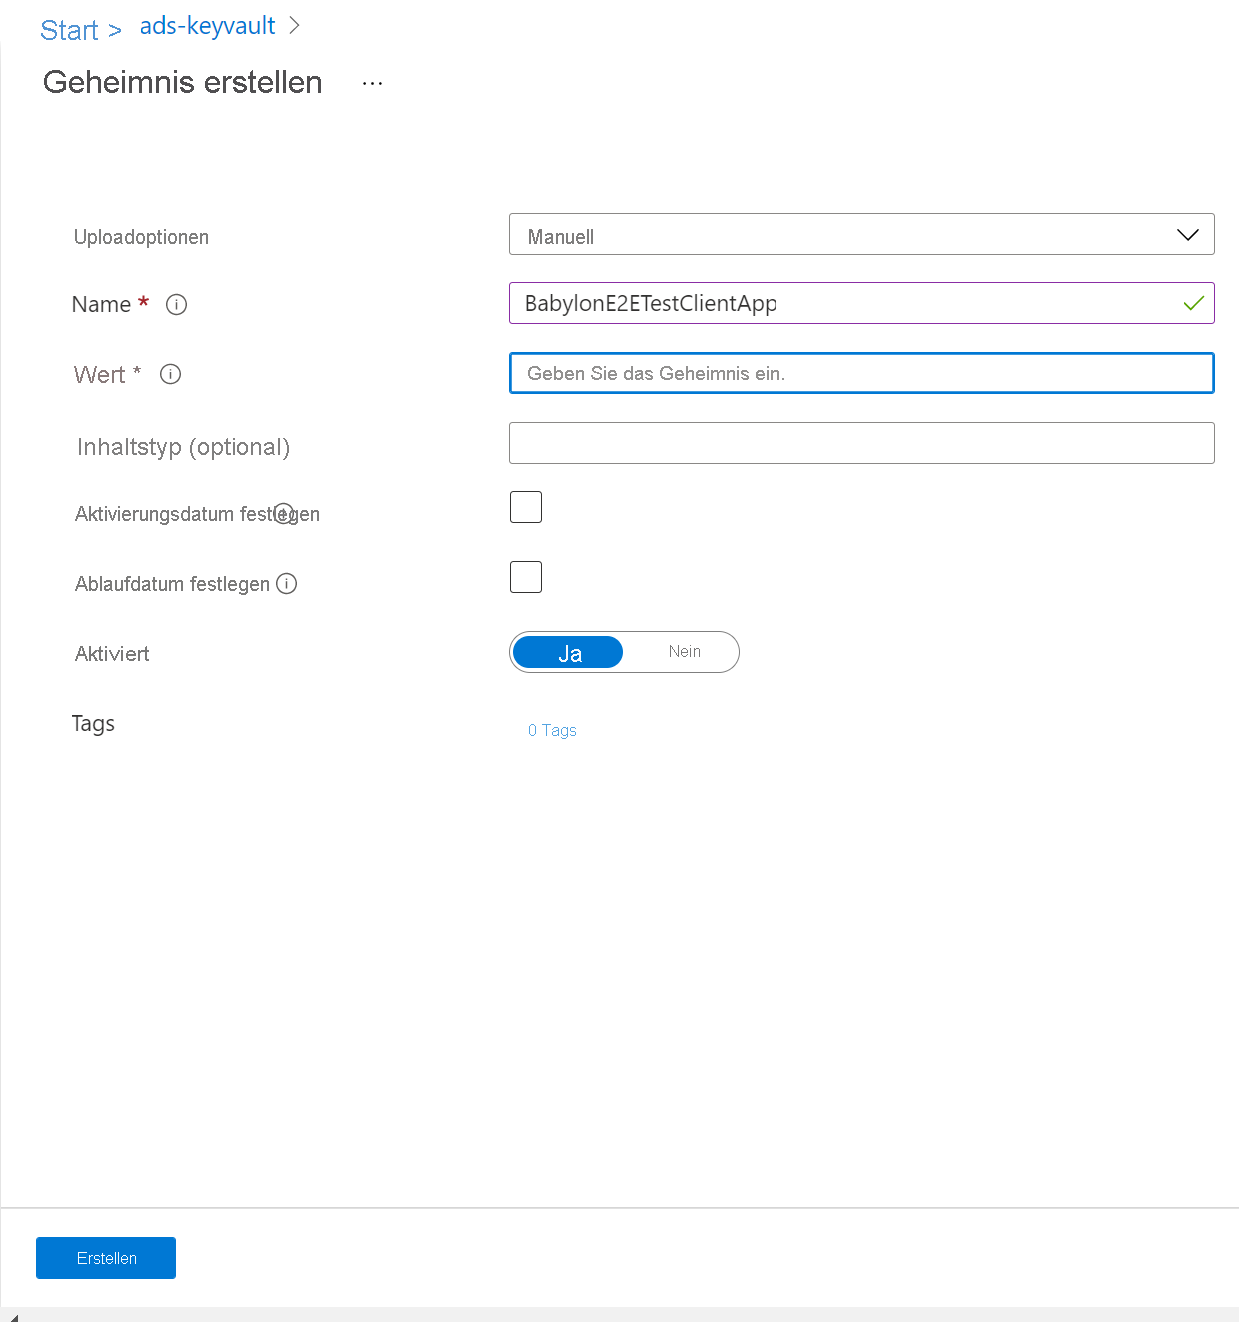 Start > ads-keyvault >
Geheimnis erstellen ...
Uploadoptionen Manuell
Name * BabylonE2ETestClientApp
Wert * Geben Sie das Geheimnis ein.
Inhaltstyp (optional)
Aktivierungsdatum festlegen
Ablaufdatum festlegen
Aktiviert Ja Nein
Tags 0 Tags
Erstellen